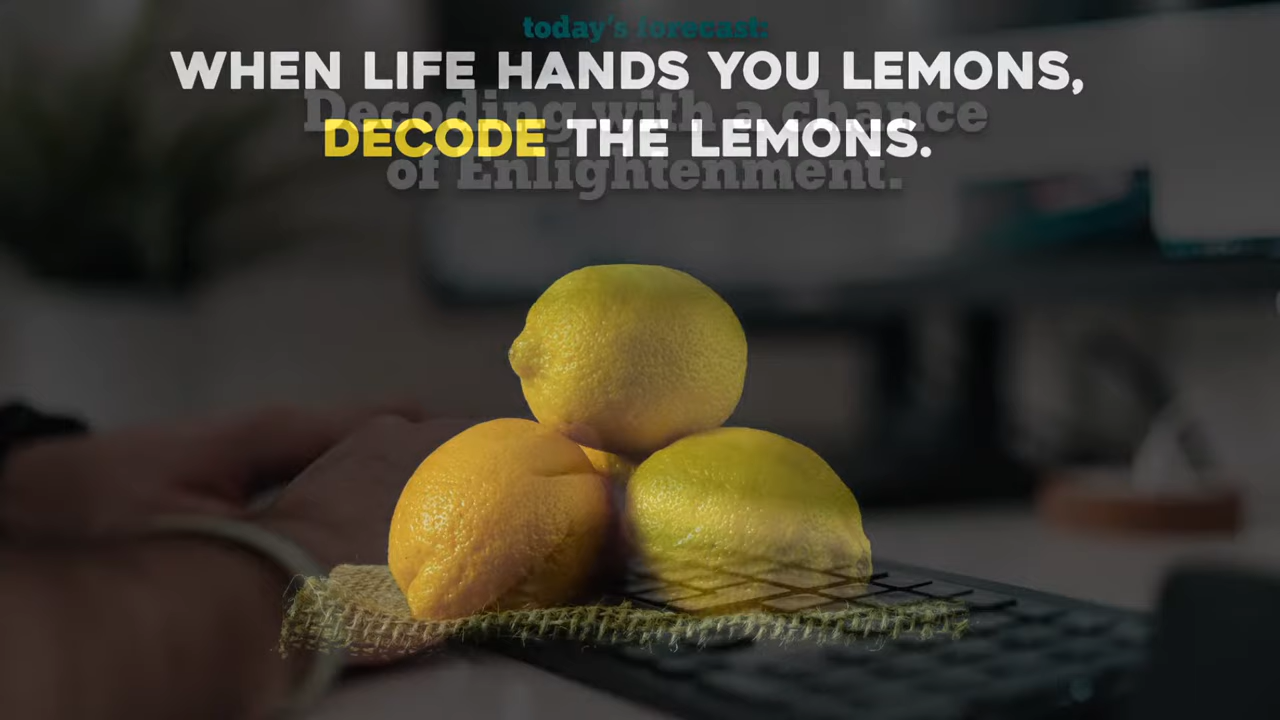 today's forecast:
WHEN LIFE HANDS YOU LEMONS,
Decoding with a chance
DECODE THE LEMONS.
of Enlightenment.